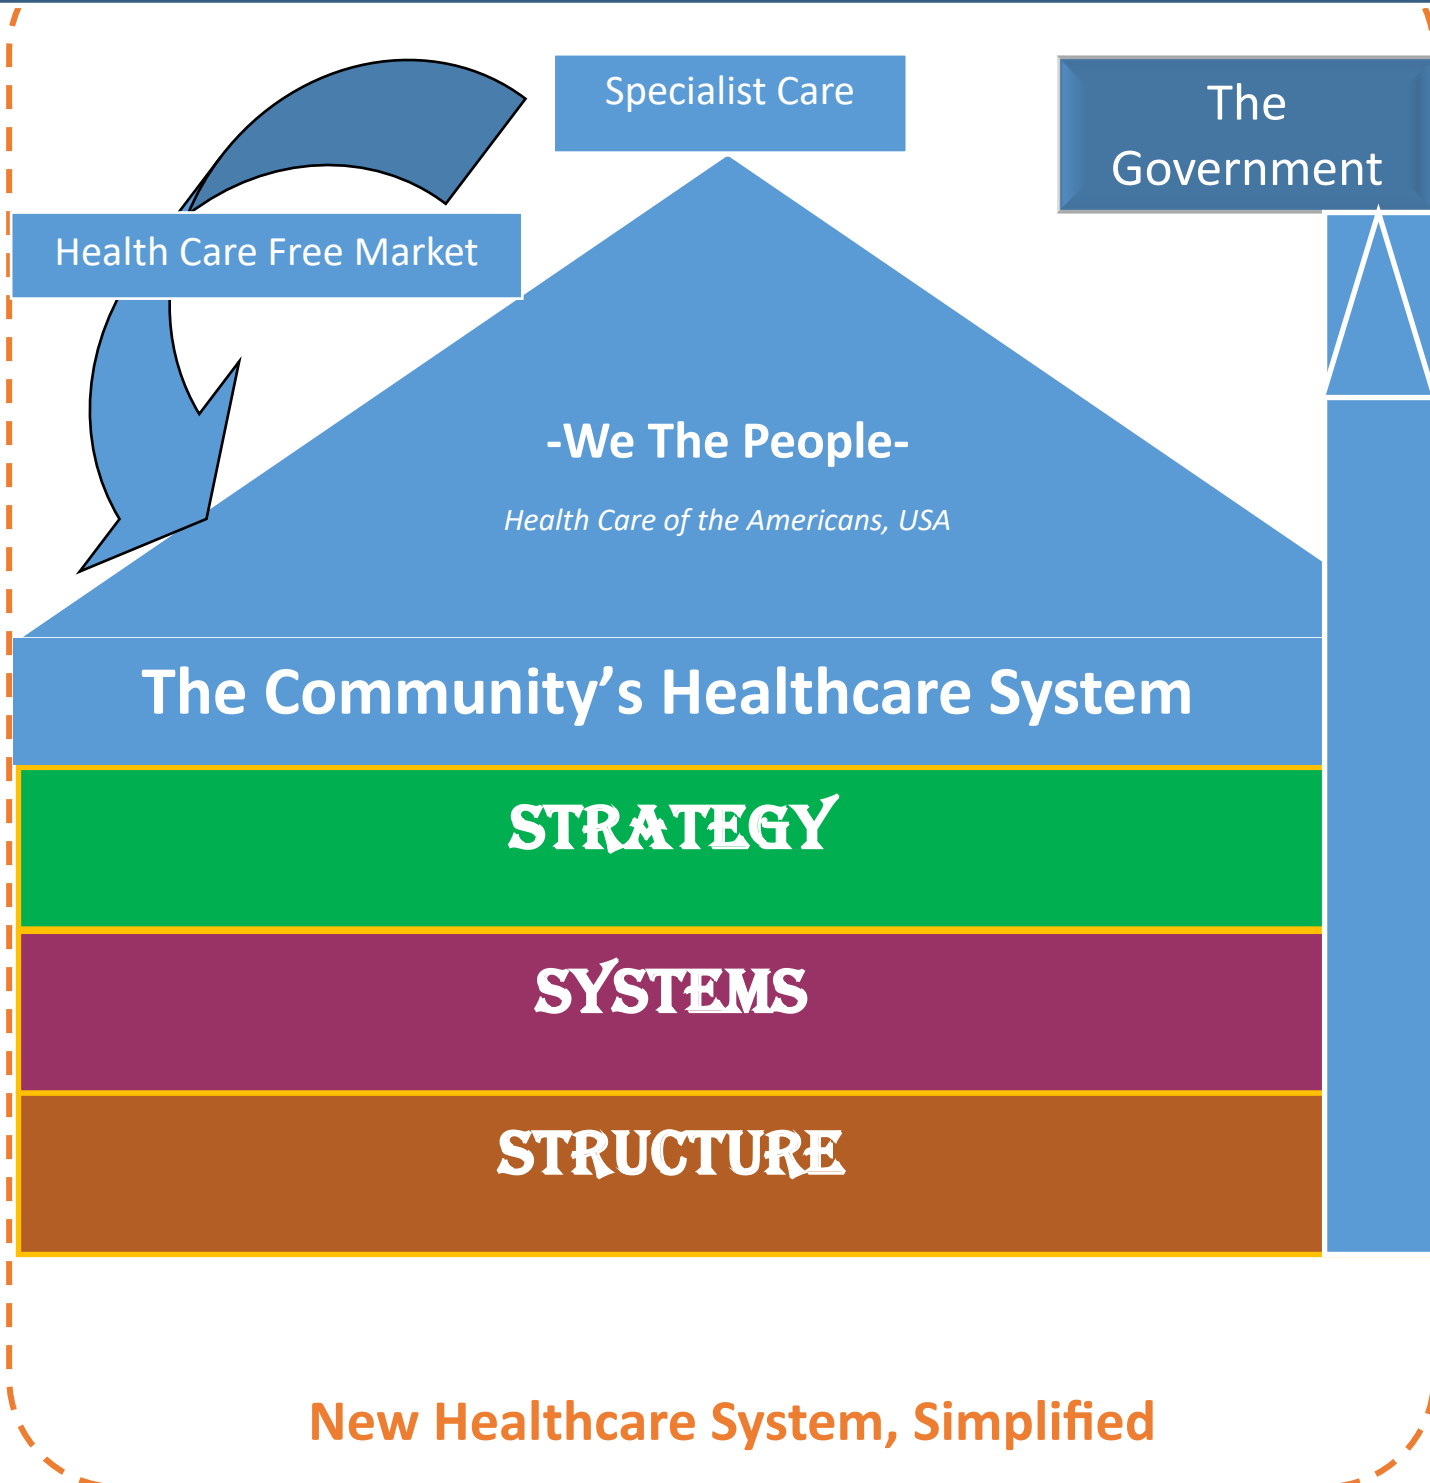 Specialist Care
The
Government
Health Care Free Market
-We The People-
Health Care of the Americans, USA
The Community’s Healthcare System
STRATEGY
SYSTEMS
STRUCTURE
New Healthcare System, Simplified